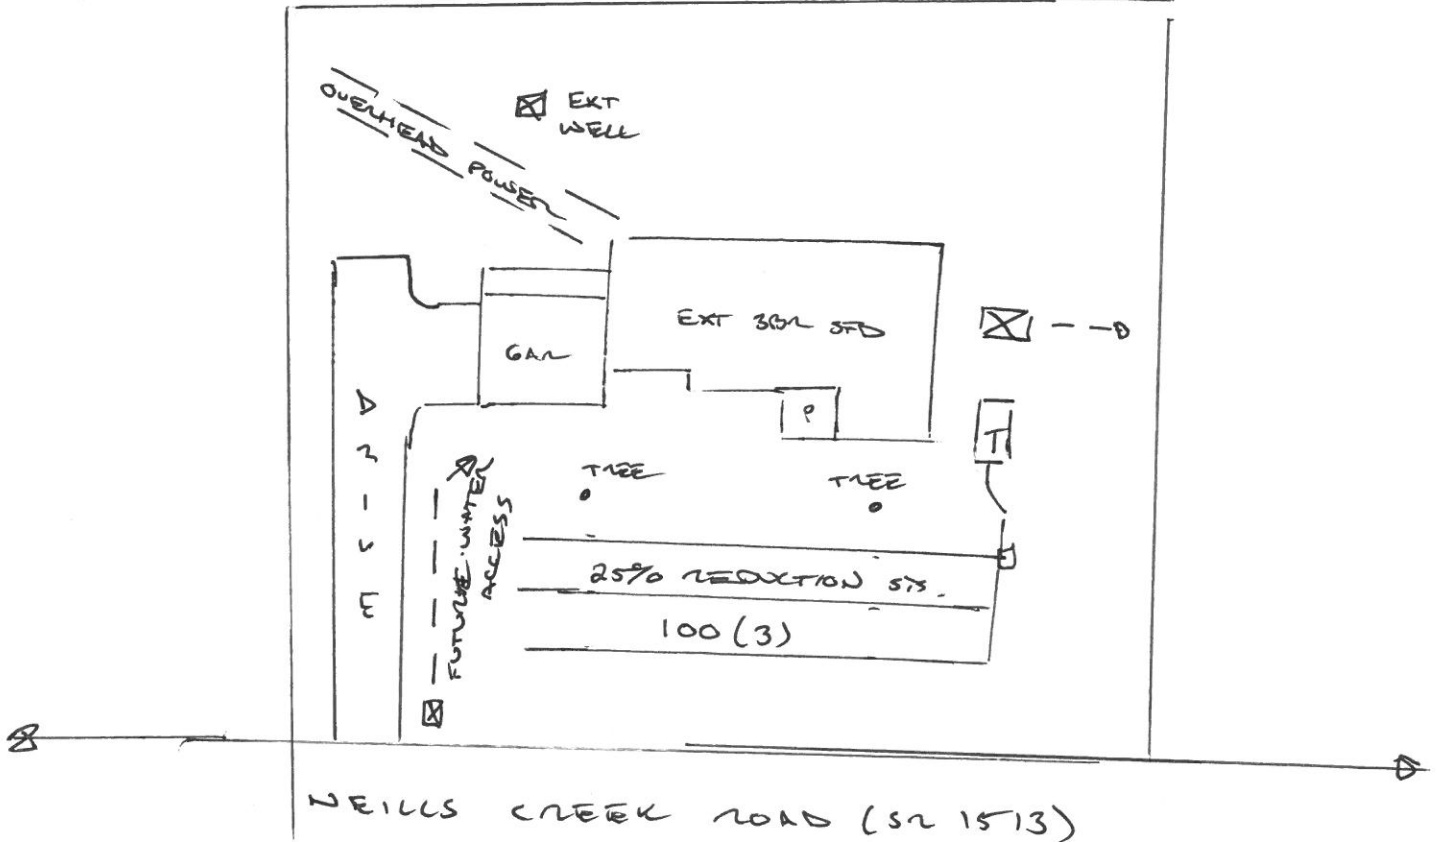 OVERHEAD POWER
EXT
WELL
EXT 3BR SFD
GAR
P
DRIVE
T
TREE
TREE
FUTURE WATER
ACCESS
25% REDUCTION SYS.
100 (3)
NEILLS CREEK ROAD (SR 1513)